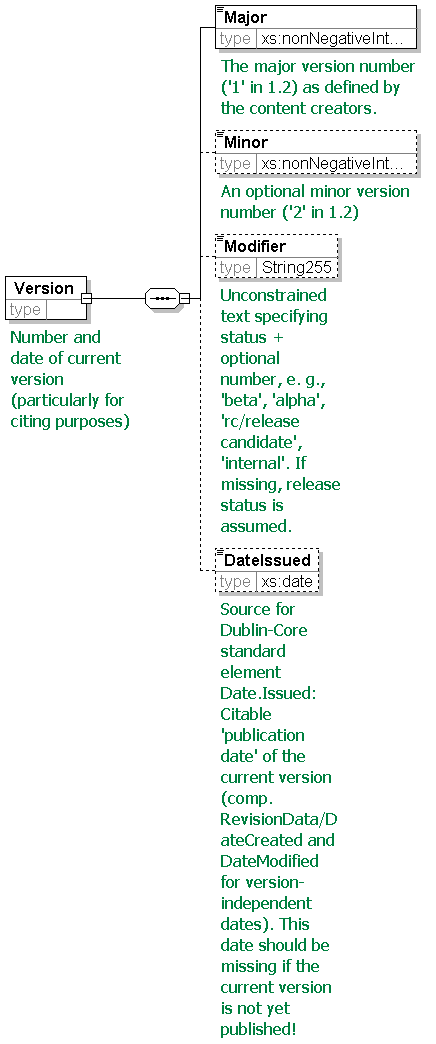 Major
type xs:nonNegativeInt...
The major version number
('1' in 1.2) as defined by
the content creators.
Minor
type xs:nonNegativeInt...
An optional minor version
number ('2' in 1.2)
Modifier
type String255
Version
type
Number and
date of current
version
(particularly for
citing purposes)
Unconstrained
text specifying
status +
optional
number, e. g.,
'beta', 'alpha',
'rc/release
candidate',
'internal'. If
missing, release
status is
assumed.
DateIssued
type xs:date
Source for
Dublin-Core
standard
element
Date.Issued:
Citable
'publication
date' of the
current version
(comp.
RevisionData/D
ateCreated and
DateModified
for version-
independent
dates). This
date should be
missing if the
current version
is not yet
published!